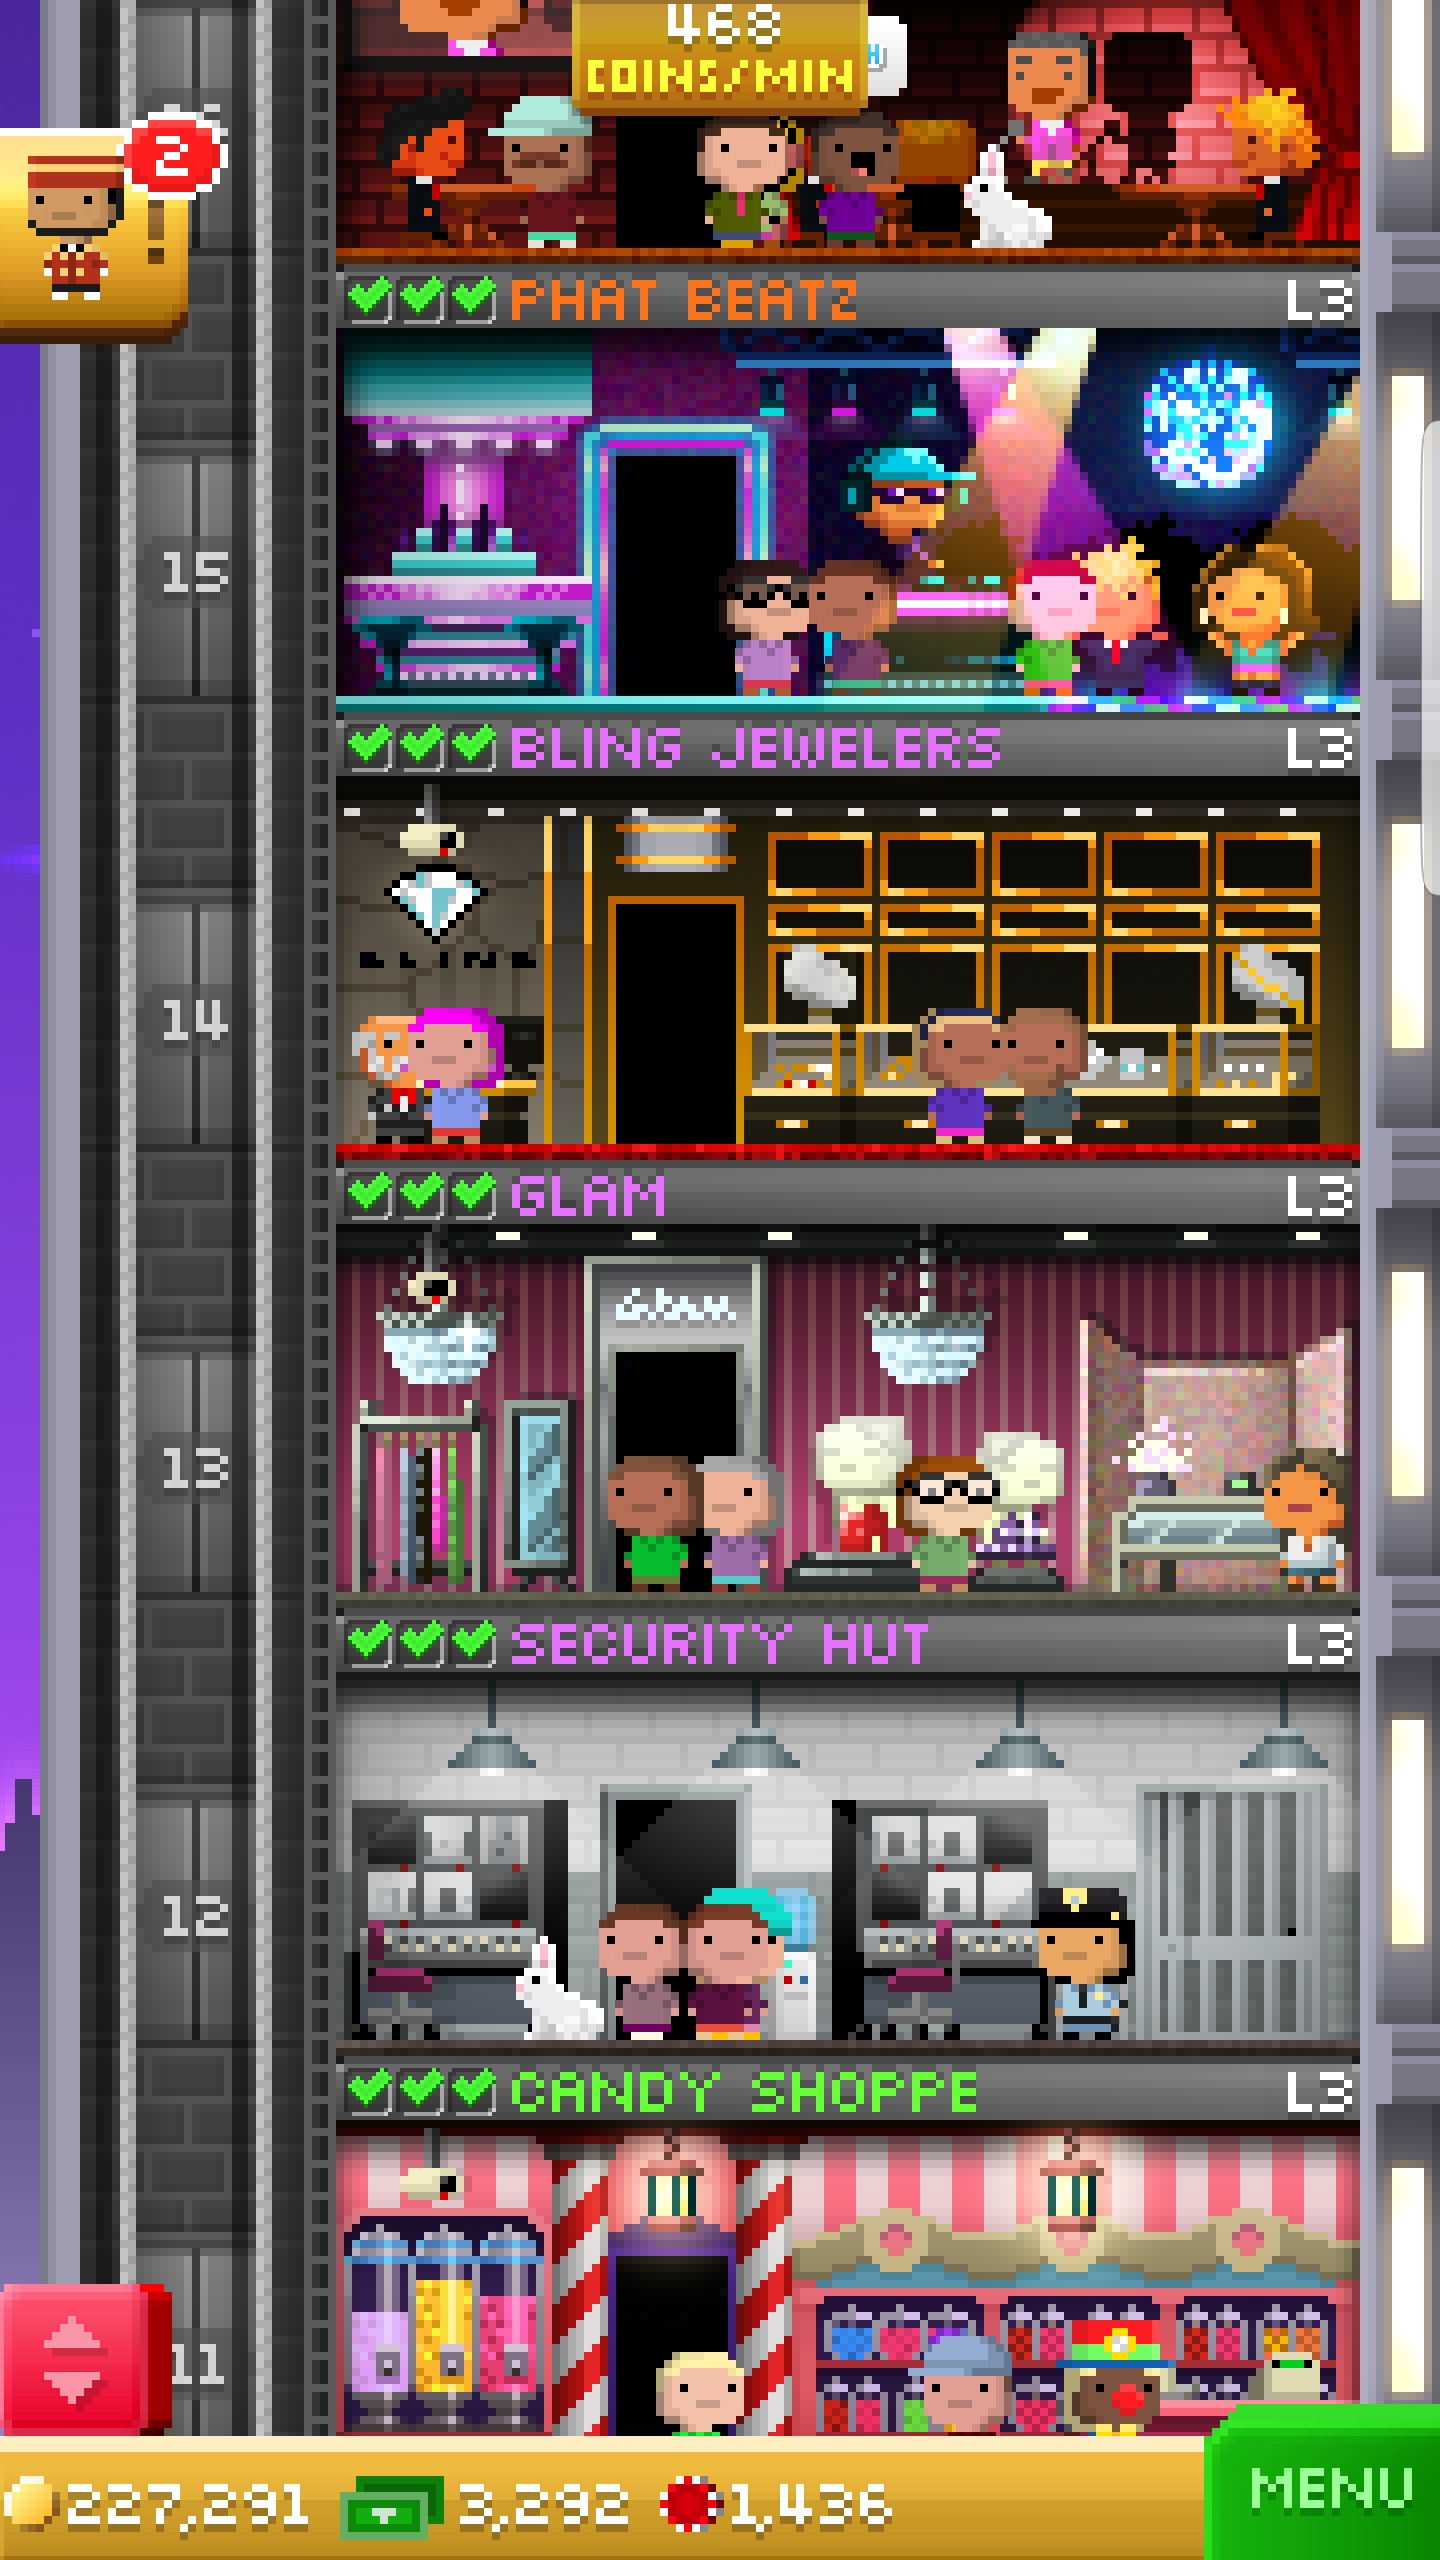 468
COINS/MIN
2
PHAT BEATZ L3
15
BLING JEWELERS L3
BLING
14
GLAM L3
Glam
13
SECURITY HUT L3
12
CANDY SHOPPE L3
11
227,291 3,292 1,436
MENU